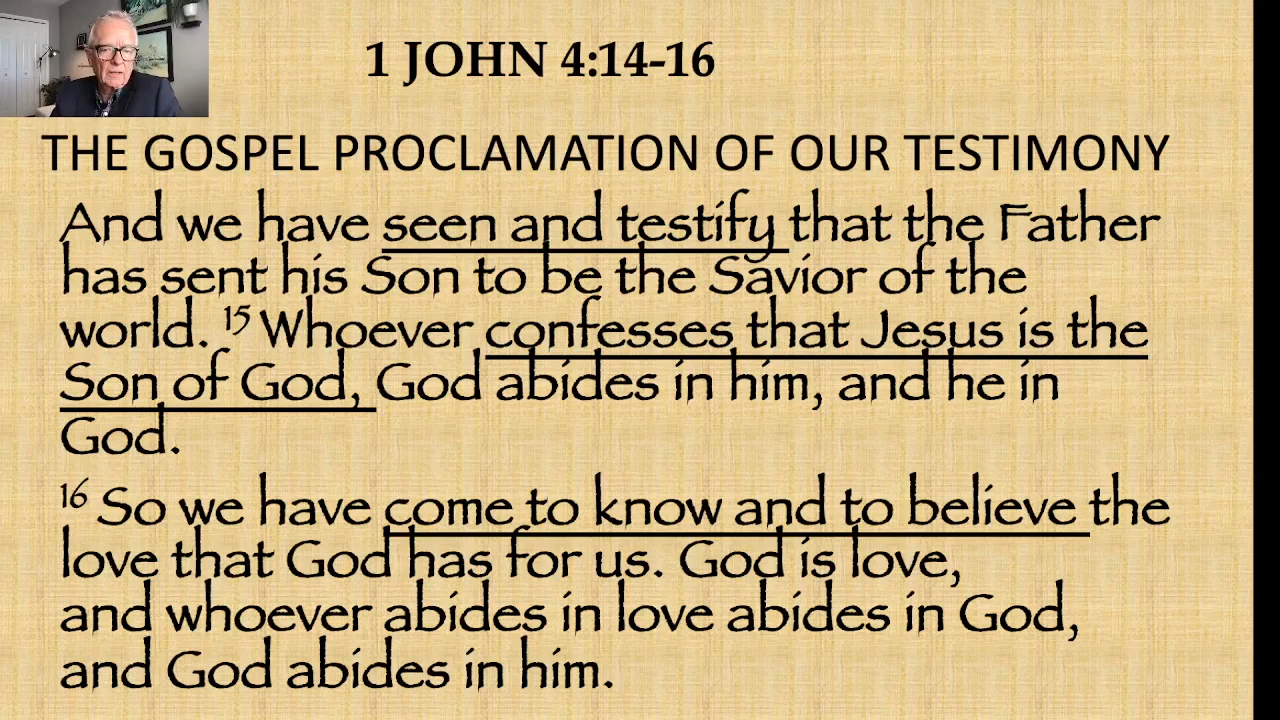 1 JOHN 4:14-16
THE GOSPEL PROCLAMATION OF OUR TESTIMONY
And we have seen and testify that the Father
has sent his Son to be the Savior of the
world. 15 Whoever confesses that Jesus is the
Son of God, God abides in him, and he in
God.
16 So we have come to know and to believe the
love that God has for us. God is love,
and whoever abides in love abides in God,
and God abides in him.